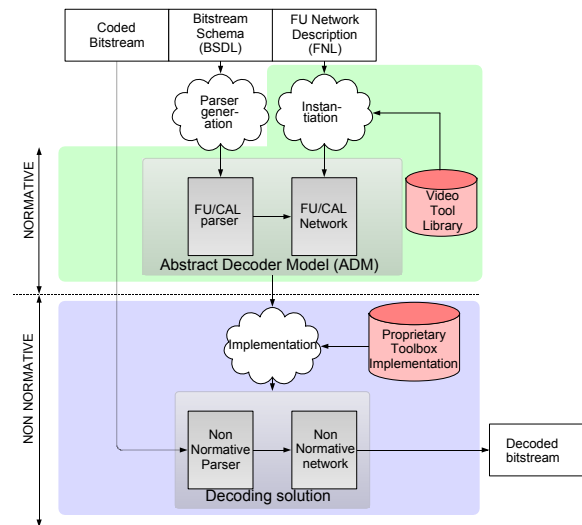 Coded
Bitstream
Bitstream
Schema
(BSDL)
FU Network
Description
(FNL)
Parser
gener-
ation
Instan-
tiation
NORMATIVE
FU/CAL
parser
FU/CAL
Network
Video
Tool
Library
Abstract Decoder Model (ADM)
NON NORMATIVE
Implementation
Proprietary
Toolbox
Implementation
Non
Normative
Parser
Non
Normative
network
Decoded
bitstream
Decoding solution